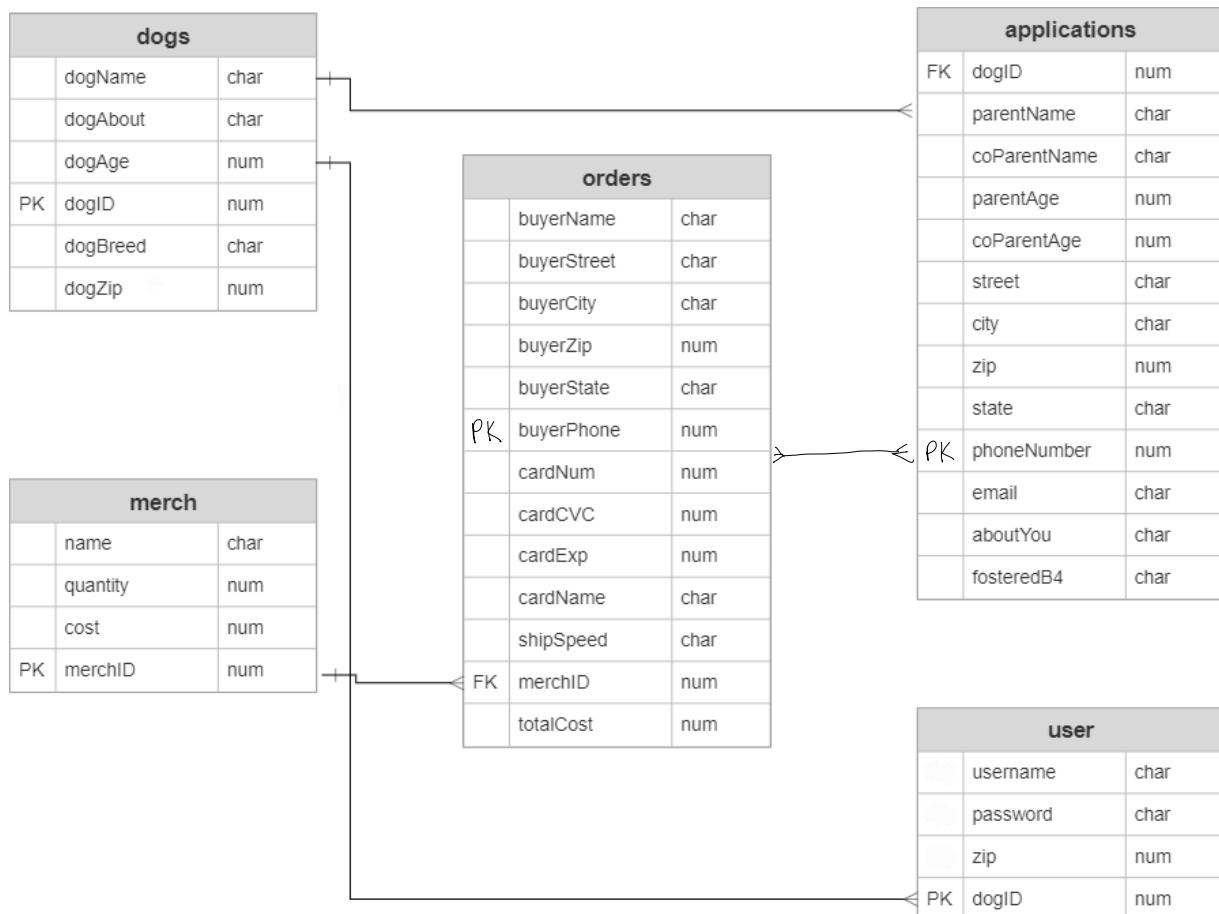 dogs
dogName char
dogAbout char
dogAge num
PK dogID num
dogBreed char
dogZip num
merch
name char
quantity num
cost num
PK merchID num
orders
buyerName char
buyerStreet char
buyerCity char
buyerZip num
buyerState char
PK buyerPhone num
cardNum num
cardCVC num
cardExp num
cardName char
shipSpeed char
FK merchID num
totalCost num
applications
FK dogID num
parentName char
coParentName char
parentAge num
coParentAge num
street char
city char
zip num
state char
PK phoneNumber num
email char
aboutYou char
fosteredB4 char
user
username char
password char
zip num
PK dogID num